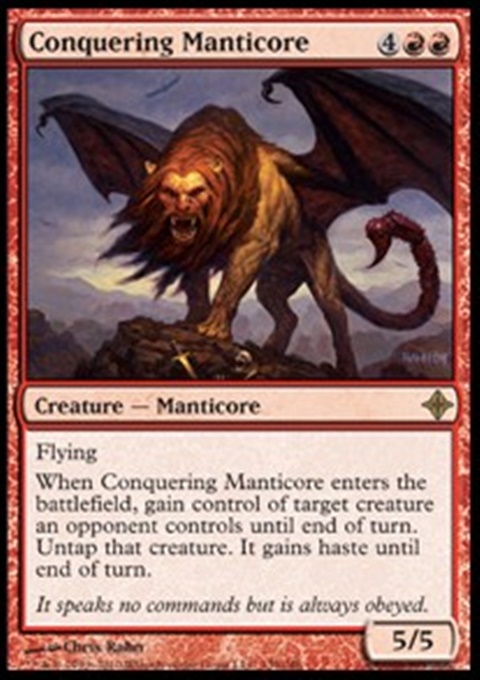 Conquering Manticore 4
Creature — Manticore
Flying
When Conquering Manticore enters the
battlefield, gain control of target creature
an opponent controls until end of turn.
Untap that creature. It gains haste until
end of turn.
It speaks no commands but is always obeyed.
5/5
Chris Rahn